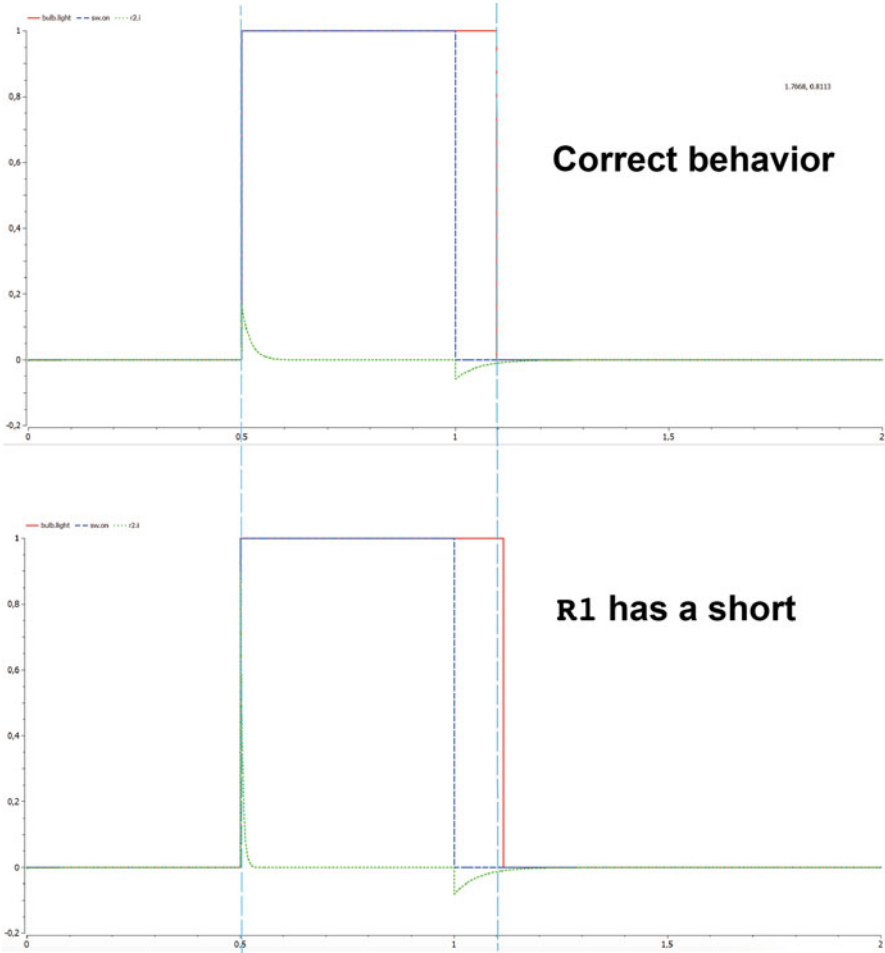 bulb.light sw.on r2.i
1
1.7668, 0.8113
0,8
Correct behavior
0,6
0,4
0,2
0
-0,2
0 0,5 1 1,5 2
bulb.light sw.on r2.i
1
0,8
R1 has a short
0,6
0,4
0,2
0
-0,2
0 0,5 1 1,5 2